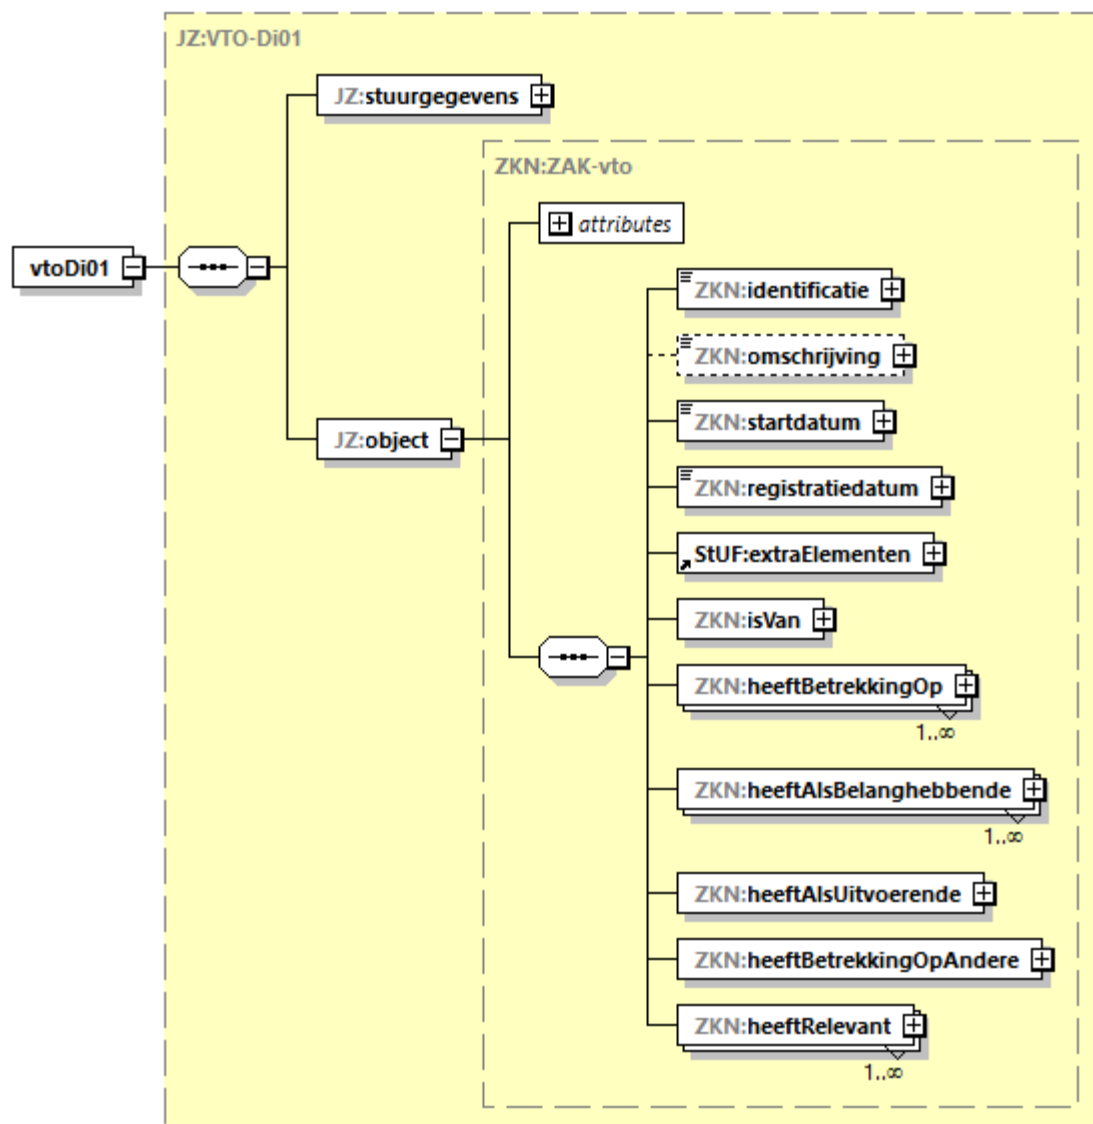 JZ:VTO-Di01
JZ:stuurgegevens
ZKN:ZAK-vto
attributes
vtoDi01
ZKN:identificatie
ZKN:omschrijving
ZKN:startdatum
JZ:object
ZKN:registratiedatum
StUF:extraElementen
ZKN:isVan
ZKN:heeftBetrekkingOp
1..∞
ZKN:heeftAlsBelanghebbende
1..∞
ZKN:heeftAlsUitvoerende
ZKN:heeftBetrekkingOpAndere
ZKN:heeftRelevant
1..∞